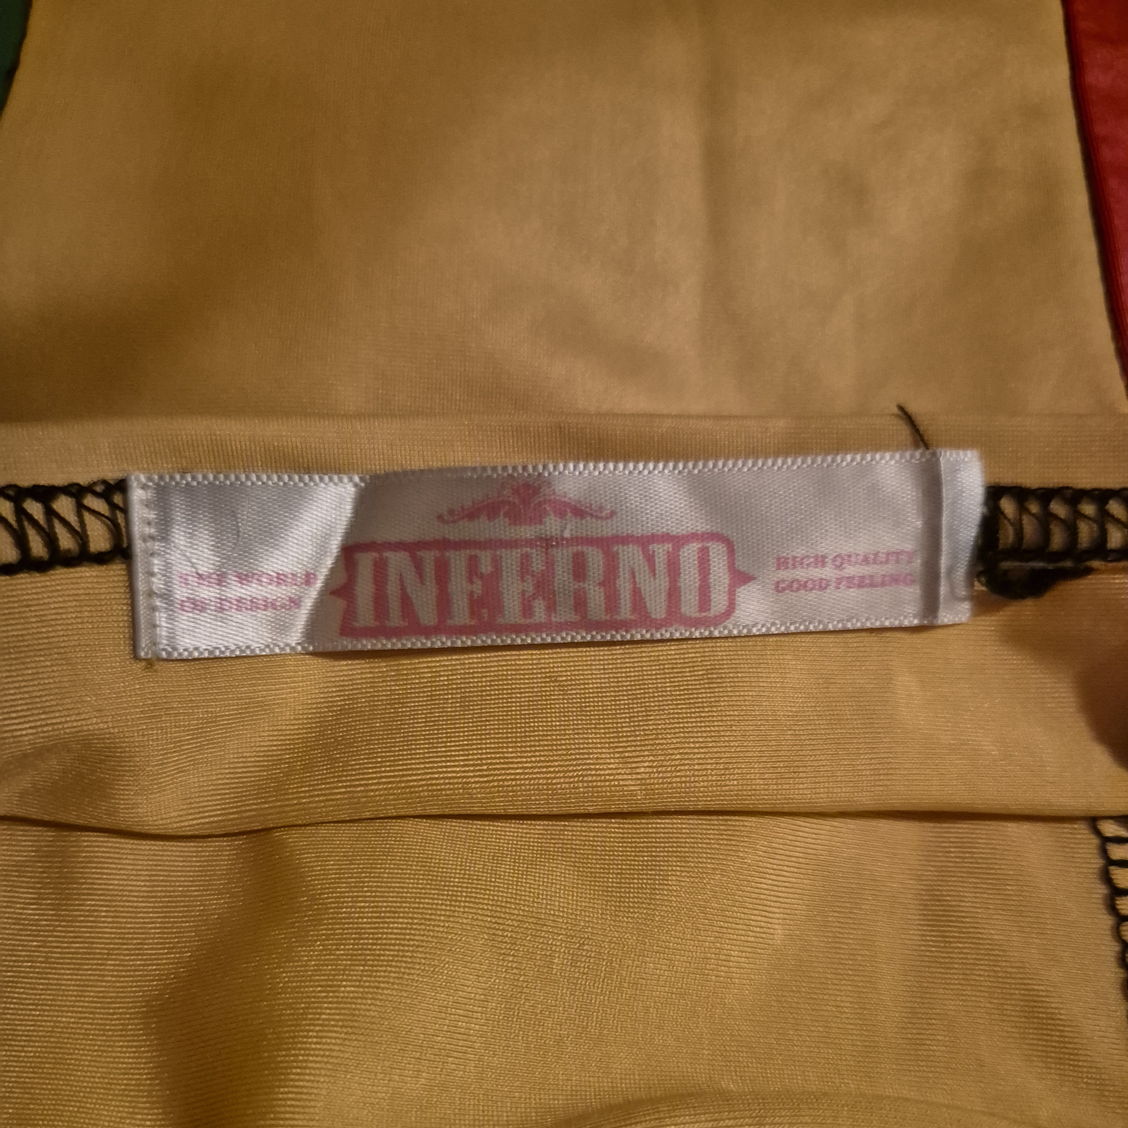 THE WORLD
OF DESIGN
INFERNO
HIGH QUALITY
GOOD FEELING